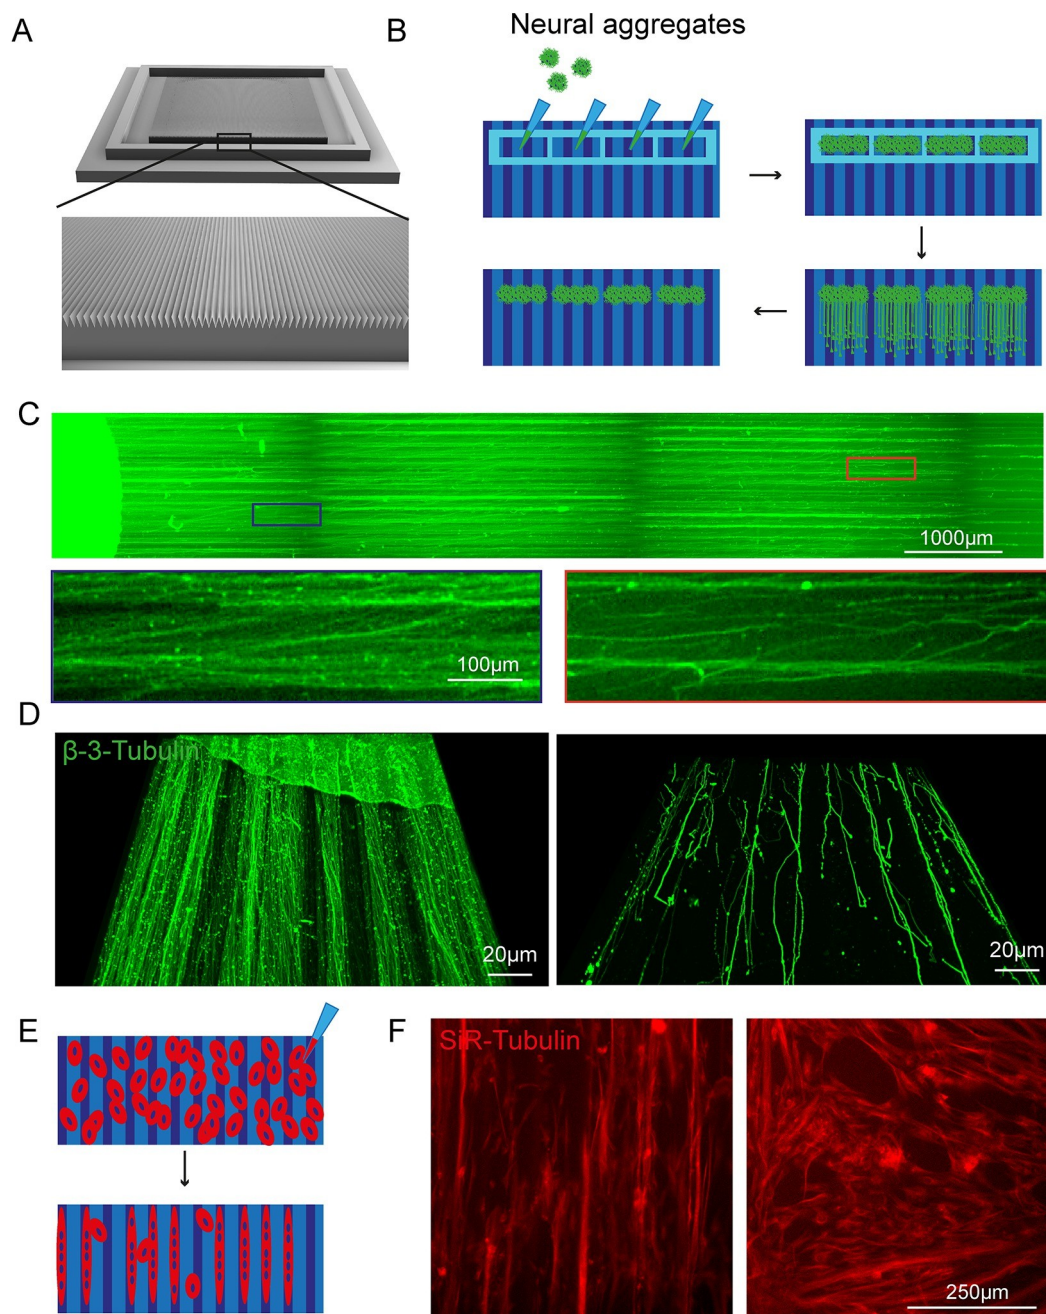 A
B
Neural aggregates
C
1000μm
100μm
D
β-3-Tubulin
20μm
20μm
E
F
SiR-Tubulin
250μm